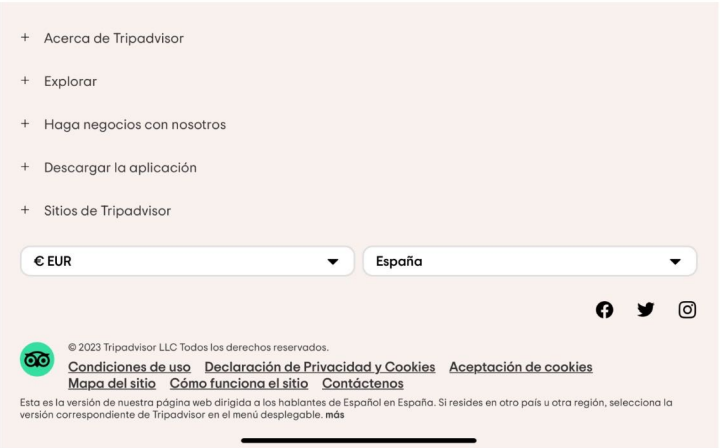 + Acerca de Tripadvisor
+ Explorar
+ Haga negocios con nosotros
+ Descargar la aplicación
+ Sitios de Tripadvisor
€ EUR España
© 2023 Tripadvisor LLC Todos los derechos reservados.
Condiciones de uso Declaración de Privacidad y Cookies Aceptación de cookies
Mapa del sitio Cómo funciona el sitio Contáctenos
Esta es la versión de nuestra página web dirigida a los hablantes de Español en España. Si resides en otro país u otra región, selecciona la
versión correspondiente de Tripadvisor en el menú desplegable. más